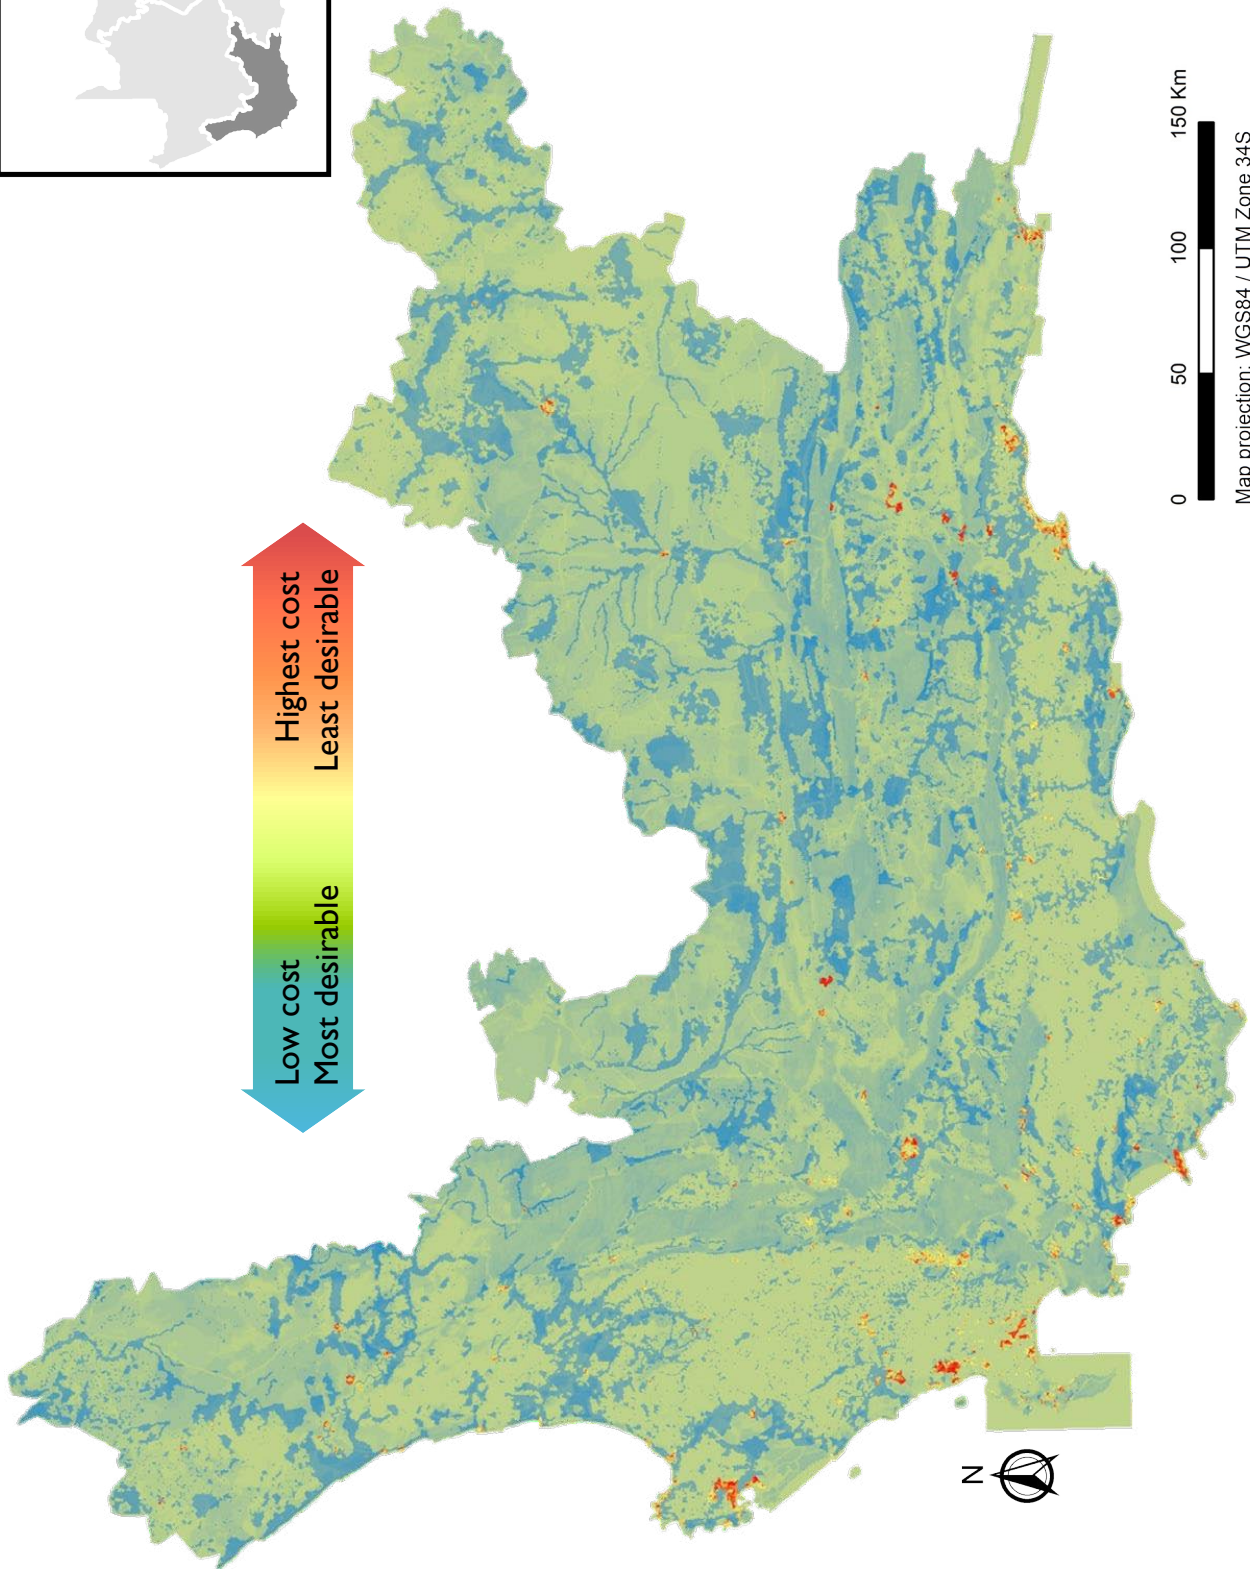 Low cost
Most desirable
Highest cost
Least desirable
N
0 50 100 150 Km
Map projection: WGS84 / UTM Zone 34S